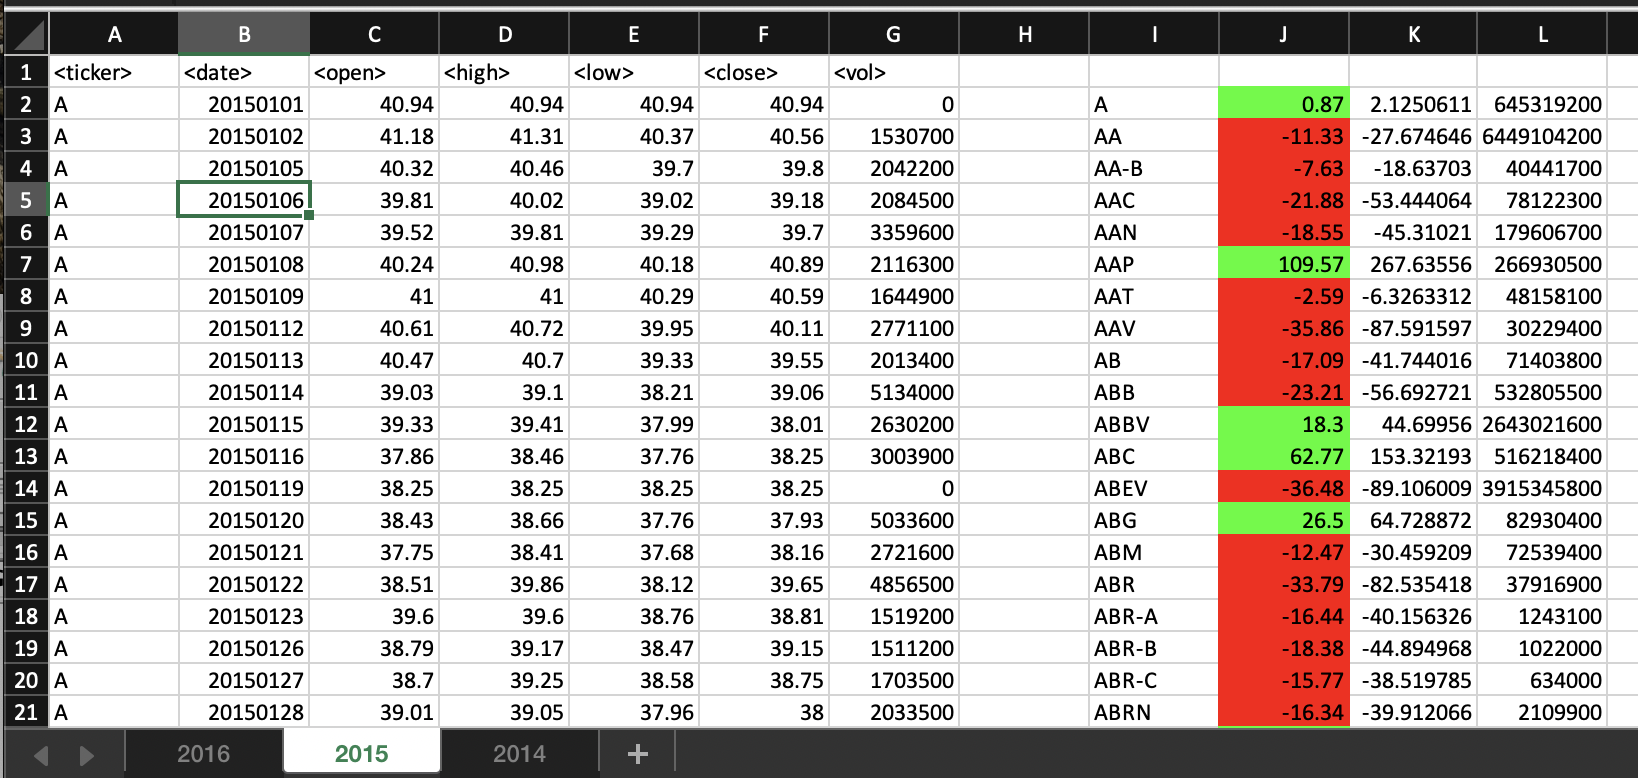 A B C D E F G H I J K L
1 <ticker> <date> <open> <high> <low> <close> <vol>
2 A 20150101 40.94 40.94 40.94 40.94 0 A 0.87 2.1250611 645319200
3 A 20150102 41.18 41.31 40.37 40.56 1530700 AA -11.33 -27.674646 6449104200
4 A 20150105 40.32 40.46 39.7 39.8 2042200 AA-B -7.63 -18.63703 40441700
5 A 20150106 39.81 40.02 39.02 39.18 2084500 AAC -21.88 -53.444064 78122300
6 A 20150107 39.52 39.81 39.29 39.7 3359600 AAN -18.55 -45.31021 179606700
7 A 20150108 40.24 40.98 40.18 40.89 2116300 AAP 109.57 267.63556 266930500
8 A 20150109 41 41 40.29 40.59 1644900 AAT -2.59 -6.3263312 48158100
9 A 20150112 40.61 40.72 39.95 40.11 2771100 AAV -35.86 -87.591597 30229400
10 A 20150113 40.47 40.7 39.33 39.55 2013400 AB -17.09 -41.744016 71403800
11 A 20150114 39.03 39.1 38.21 39.06 5134000 ABB -23.21 -56.692721 532805500
12 A 20150115 39.33 39.41 37.99 38.01 2630200 ABBV 18.3 44.69956 2643021600
13 A 20150116 37.86 38.46 37.76 38.25 3003900 ABC 62.77 153.32193 516218400
14 A 20150119 38.25 38.25 38.25 38.25 0 ABEV -36.48 -89.106009 3915345800
15 A 20150120 38.43 38.66 37.76 37.93 5033600 ABG 26.5 64.728872 82930400
16 A 20150121 37.75 38.41 37.68 38.16 2721600 ABM -12.47 -30.459209 72539400
17 A 20150122 38.51 39.86 38.12 39.65 4856500 ABR -33.79 -82.535418 37916900
18 A 20150123 39.6 39.6 38.76 38.81 1519200 ABR-A -16.44 -40.156326 1243100
19 A 20150126 38.79 39.17 38.47 39.15 1511200 ABR-B -18.38 -44.894968 1022000
20 A 20150127 38.7 39.25 38.58 38.75 1703500 ABR-C -15.77 -38.519785 634000
21 A 20150128 39.01 39.05 37.96 38 2033500 ABRN -16.34 -39.912066 2109900
2016 2015 2014 +